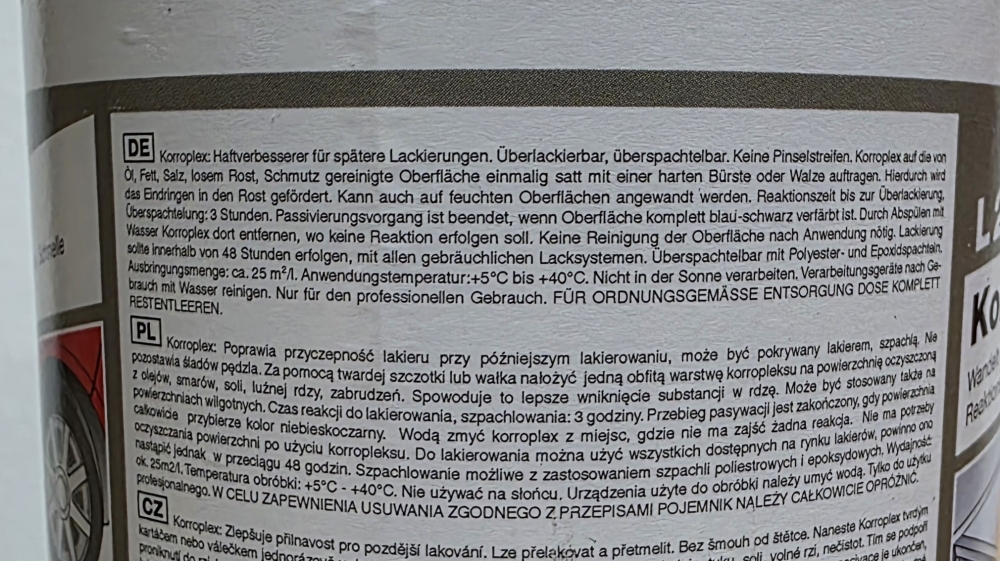 DE Korroplex: Haftverbesserer für spätere Lackierungen. Überlackierbar, überspachtelbar. Keine Pinselstreifen. Korroplex auf die von
Öl, Fett, Salz, losem Rost, Schmutz gereinigte Oberfläche einmalig satt mit einer harten Bürste oder Walze auftragen. Hierdurch wird
das Eindringen in den Rost gefördert. Kann auch auf feuchten Oberflächen angewandt werden. Reaktionszeit bis zur Überlackierung,
Überspachtelung: 3 Stunden. Passivierungsvorgang ist beendet, wenn Oberfläche komplett blau-schwarz verfärbt ist. Durch Abspülen mit
Wasser Korroplex dort entfernen, wo keine Reaktion erfolgen soll. Keine Reinigung der Oberfläche nach Anwendung nötig. Lackierung
sollte innerhalb von 48 Stunden erfolgen, mit allen gebräuchlichen Lacksystemen. Überspachtelbar mit Polyester- und Epoxidspachteln.
Ausbringungsmenge: ca. 25 m²/l. Anwendungstemperatur:+5°C bis +40°C. Nicht in der Sonne verarbeiten. Verarbeitungsgeräte nach Ge-
brauch mit Wasser reinigen. Nur für den professionellen Gebrauch. FÜR ORDNUNGSGEMÄSSE ENTSORGUNG DOSE KOMPLETT
RESTENTLEEREN.
PL Korroplex: Poprawia przyczepność lakieru przy późniejszym lakierowaniu, może być pokrywany lakierem, szpachlą. Nie
pozostawia śladów pędzla. Za pomocą twardej szczotki lub wałka nałożyć jedną obfitą warstwę korropleksu na powierzchnię oczyszczoną
z olejów, smarów, soli, luźnej rdzy, zabrudzeń. Spowoduje to lepsze wniknięcie substancji w rdzę. Może być stosowany także na
powierzchniach wilgotnych. Czas reakcji do lakierowania, szpachlowania: 3 godziny. Przebieg pasywacji jest zakończony, gdy powierzchnia
całkowicie przybierze kolor niebieskoczarny. Wodą zmyć korroplex z miejsc, gdzie nie ma zajść żadna reakcja. Nie ma potrzeby
oczyszczania powierzchni po użyciu korropleksu. Do lakierowania można użyć wszystkich dostępnych na rynku lakierów, powinno ono
nastąpić jednak w przeciągu 48 godzin. Szpachlowanie możliwe z zastosowaniem szpachli poliestrowych i epoksydowych. Wydajność:
ok. 25m2/l. Temperatura obróbki: +5°C - +40°C. Nie używać na słońcu. Urządzenia użyte do obróbki należy umyć wodą. Tylko do użytku
profesjonalnego. W CELU ZAPEWNIENIA USUWANIA ZGODNEGO Z PRZEPISAMI POJEMNIK NALEŻY CAŁKOWICIE OPRÓŻNIĆ.
CZ Korroplex: Zlepšuje přilnavost pro pozdější lakování. Lze přelakovat a přetmelit. Bez šmouh od štětce. Naneste Korroplex tvrdým
kartáčem nebo válečkem jednorázově soli, volné rzi, nečistot. Tím se podpoří
proniknutí do je ukončen,